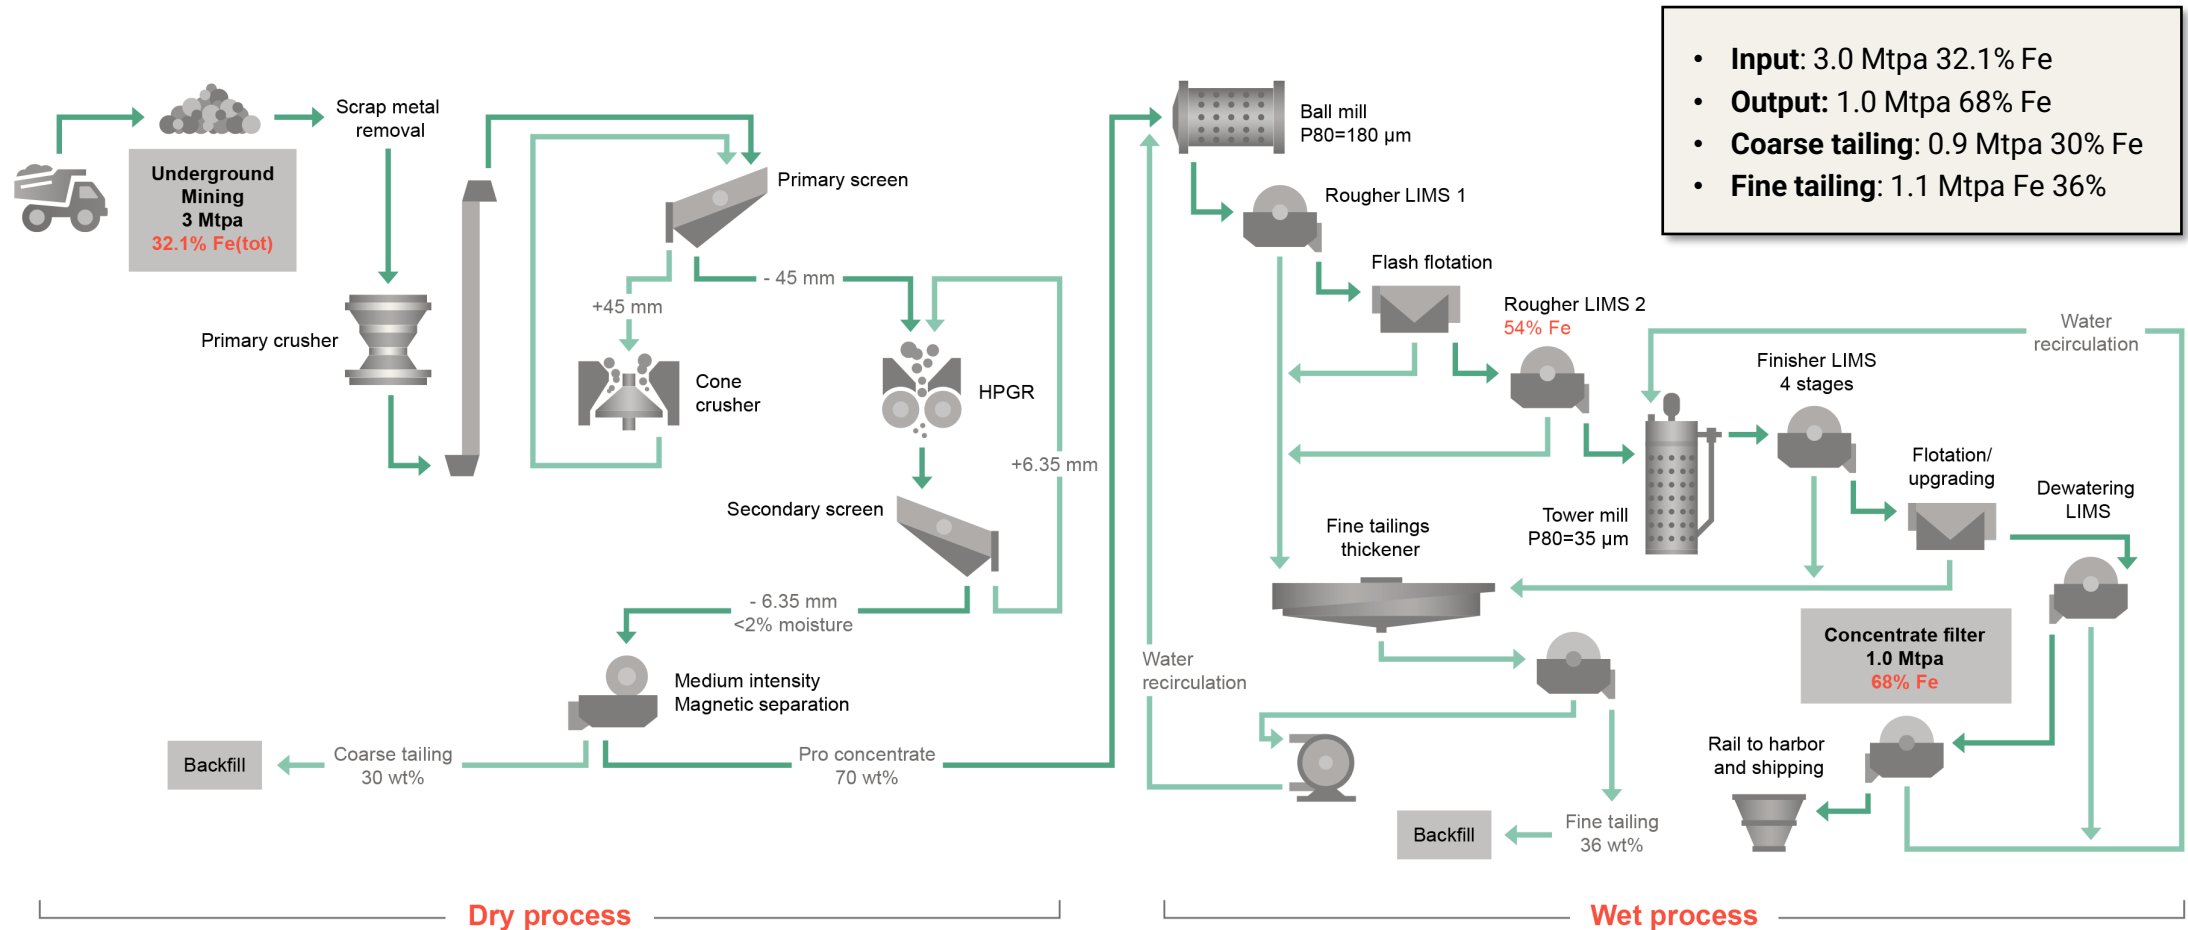 • Input: 3.0 Mtpa 32.1% Fe
• Output: 1.0 Mtpa 68% Fe
• Coarse tailing: 0.9 Mtpa 30% Fe
• Fine tailing: 1.1 Mtpa Fe 36%
Underground
Mining
3 Mtpa
32.1% Fe(tot)
Scrap metal
removal
Primary crusher
Primary screen
+45 mm
- 45 mm
Cone
crusher
HPGR
+6.35 mm
Secondary screen
- 6.35 mm
<2% moisture
Medium intensity
Magnetic separation
Backfill
Coarse tailing
30 wt%
Pro concentrate
70 wt%
Ball mill
P80=180 µm
Rougher LIMS 1
Flash flotation
Rougher LIMS 2
54% Fe
Water
recirculation
Finisher LIMS
4 stages
Flotation/
upgrading
Dewatering
LIMS
Tower mill
P80=35 µm
Fine tailings
thickener
Water
recirculation
Concentrate filter
1.0 Mtpa
68% Fe
Rail to harbor
and shipping
Backfill
Fine tailing
36 wt%
Dry process
Wet process